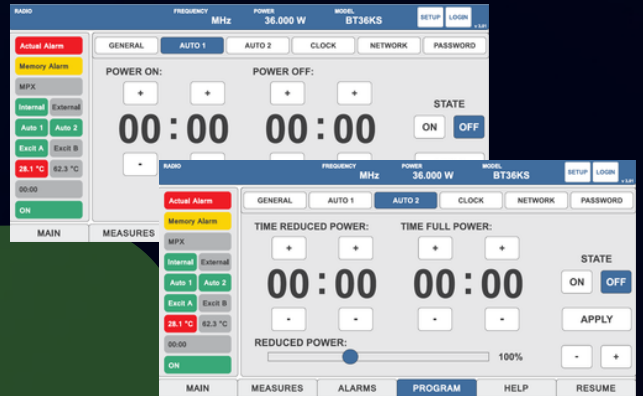 RADIO FREQUENCY MHz POWER 36.000 W MODEL BT36KS SETUP LOGIN
Actual Alarm GENERAL AUTO 1 AUTO 2 CLOCK NETWORK PASSWORD
Memory Alarm POWER ON: POWER OFF:
MPX + + + +
Internal External STATE
Auto 1 Auto 2 00 : 00 00 : 00 ON OFF
Excit A Excit B
28.1 °C 62.3 °C -
00:00
ON
MAIN MEASURES
RADIO FREQUENCY MHz POWER 36.000 W MODEL BT36KS SETUP LOGIN
Actual Alarm GENERAL AUTO 1 AUTO 2 CLOCK NETWORK PASSWORD
Memory Alarm TIME REDUCED POWER: TIME FULL POWER:
MPX + + + +
Internal External STATE
Auto 1 Auto 2 00 : 00 00 : 00 ON OFF
Excit A Excit B
28.1 °C 62.3 °C - - - - APPLY
00:00 REDUCED POWER:
ON 100% - +
MAIN MEASURES ALARMS PROGRAM HELP RESUME